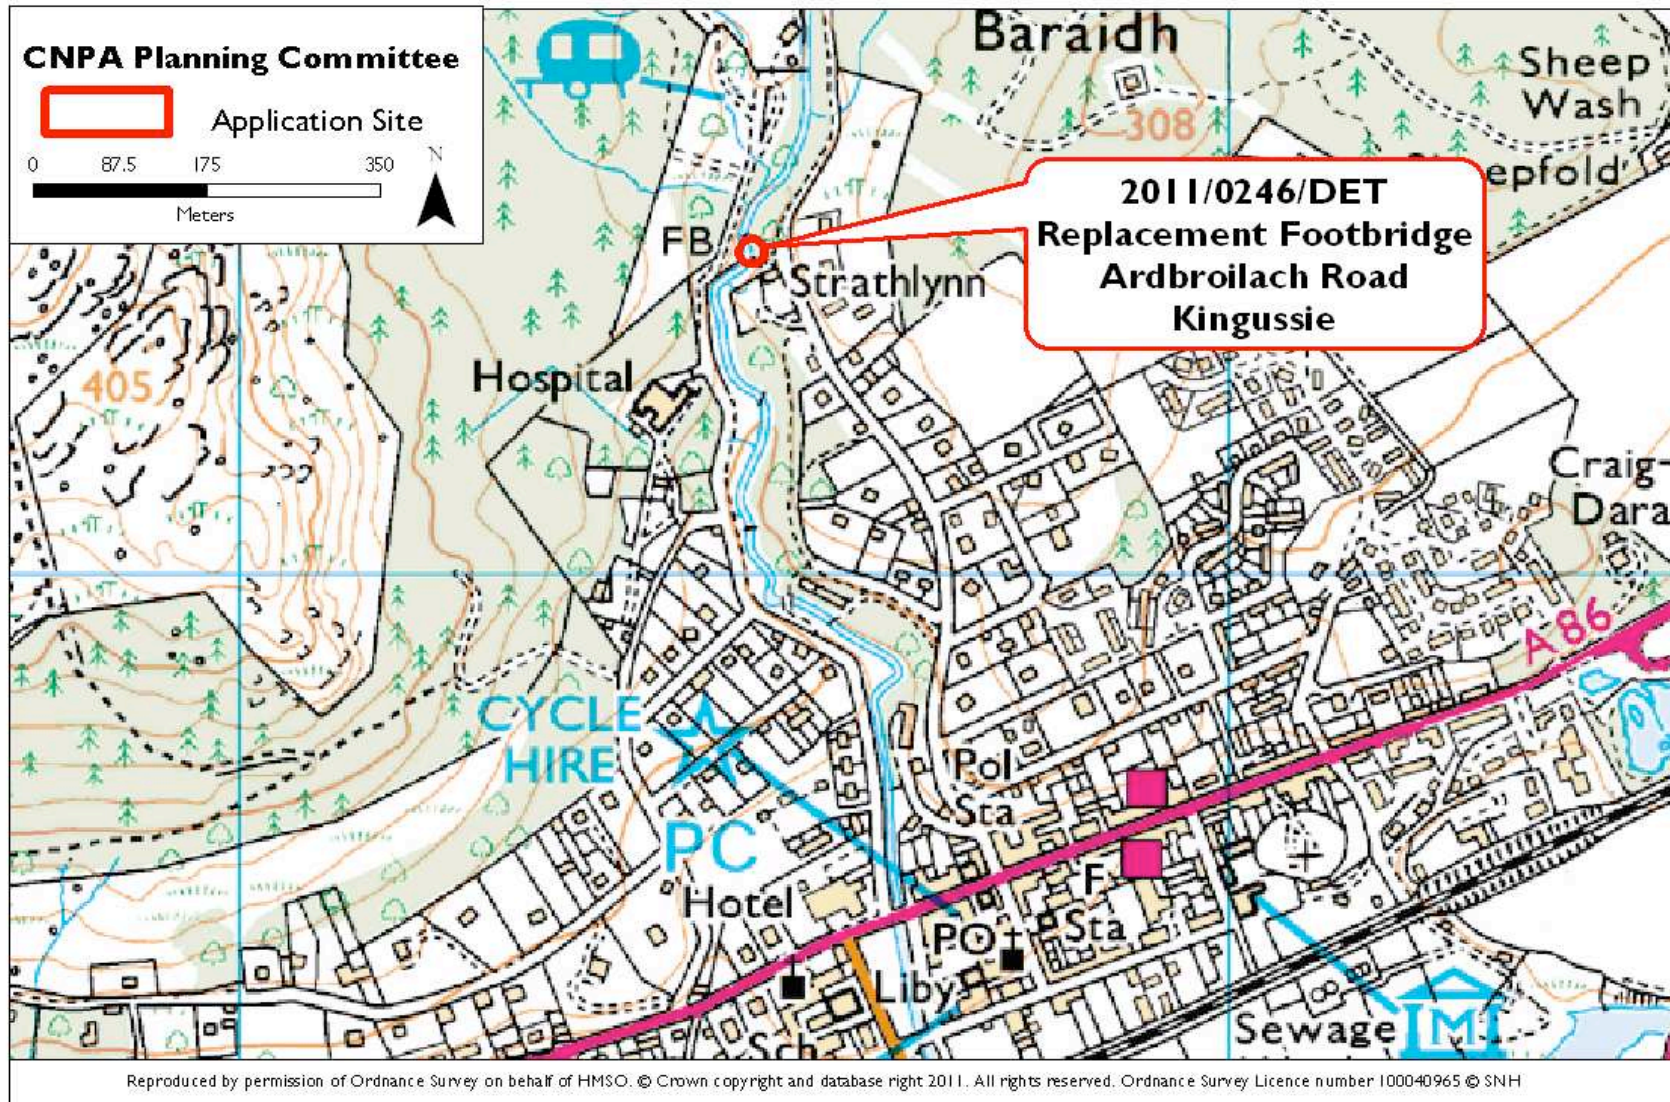 CNPA Planning Committee
Application Site
0 87.5 175 350
N
Meters
Baraidh
308
Sheep
Wash
epfold
2011/0246/DET
Replacement Footbridge
Ardbroilach Road
Kingussie
FB
Strathlynn
Hospital
405
Craig-
Dara
A 86
CYCLE
HIRE
PC
Pol
Sta
Hotel
F
Sta
PO
Liby
Sch
Sewage
M
Reproduced by permission of Ordnance Survey on behalf of HMSO. © Crown copyright and database right 2011. All rights reserved. Ordnance Survey Licence number 100040965 © SNH